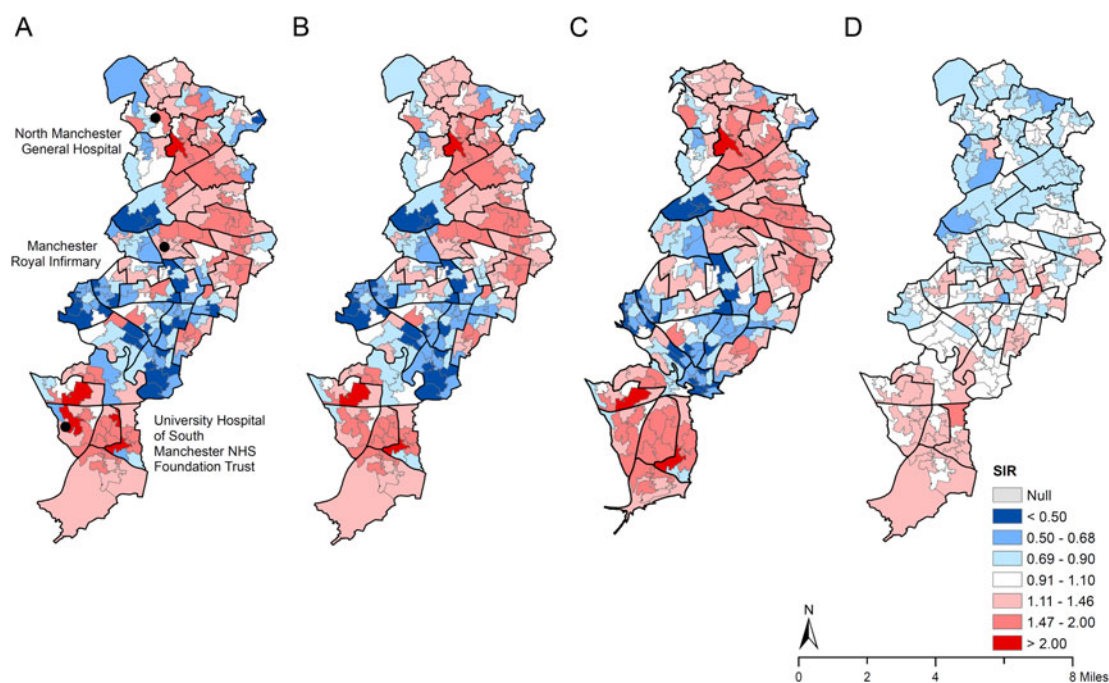 A
B
C
D
North Manchester
General Hospital
Manchester
Royal Infirmary
University Hospital
of South
Manchester NHS
Foundation Trust
SIR
Null
< 0.50
0.50 - 0.68
0.69 - 0.90
0.91 - 1.10
1.11 - 1.46
1.47 - 2.00
> 2.00
N
0 2 4 6 8 Miles